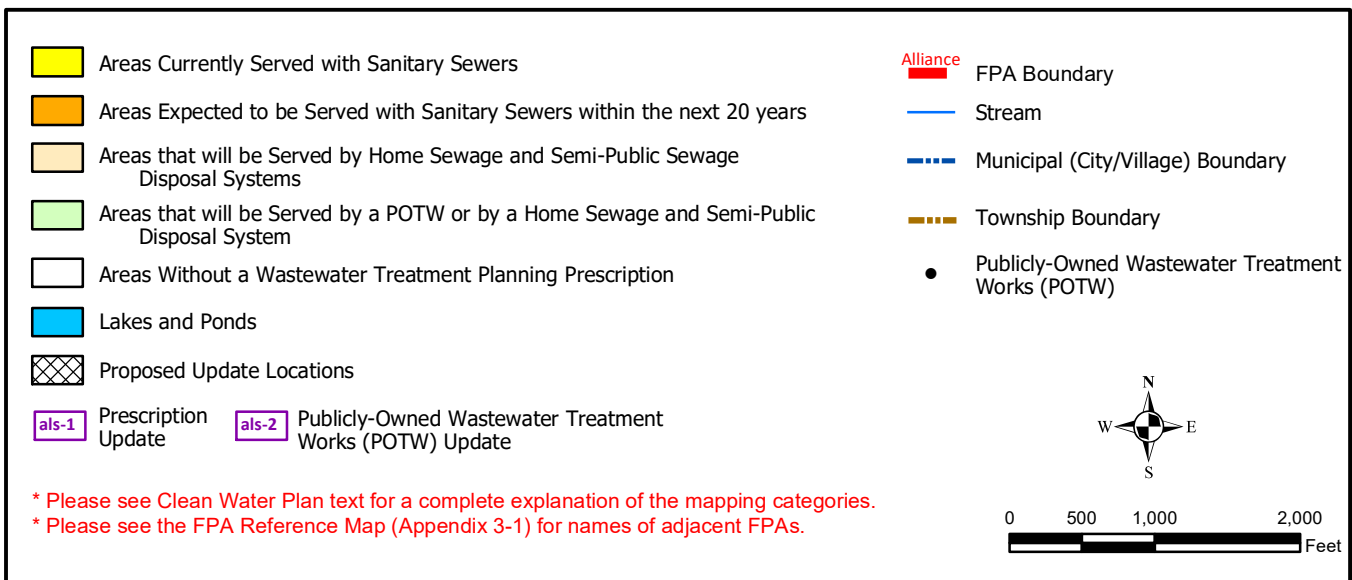 Areas Currently Served with Sanitary Sewers
Areas Expected to be Served with Sanitary Sewers within the next 20 years
Areas that will be Served by Home Sewage and Semi-Public Sewage
Disposal Systems
Areas that will be Served by a POTW or by a Home Sewage and Semi-Public
Disposal System
Areas Without a Wastewater Treatment Planning Prescription
Lakes and Ponds
Proposed Update Locations
als-1 Prescription
Update
als-2 Publicly-Owned Wastewater Treatment
Works (POTW) Update
* Please see Clean Water Plan text for a complete explanation of the mapping categories.
* Please see the FPA Reference Map (Appendix 3-1) for names of adjacent FPAs.
Alliance
FPA Boundary
Stream
Municipal (City/Village) Boundary
Township Boundary
Publicly-Owned Wastewater Treatment
Works (POTW)
N
W E
S
0 500 1,000 2,000
Feet